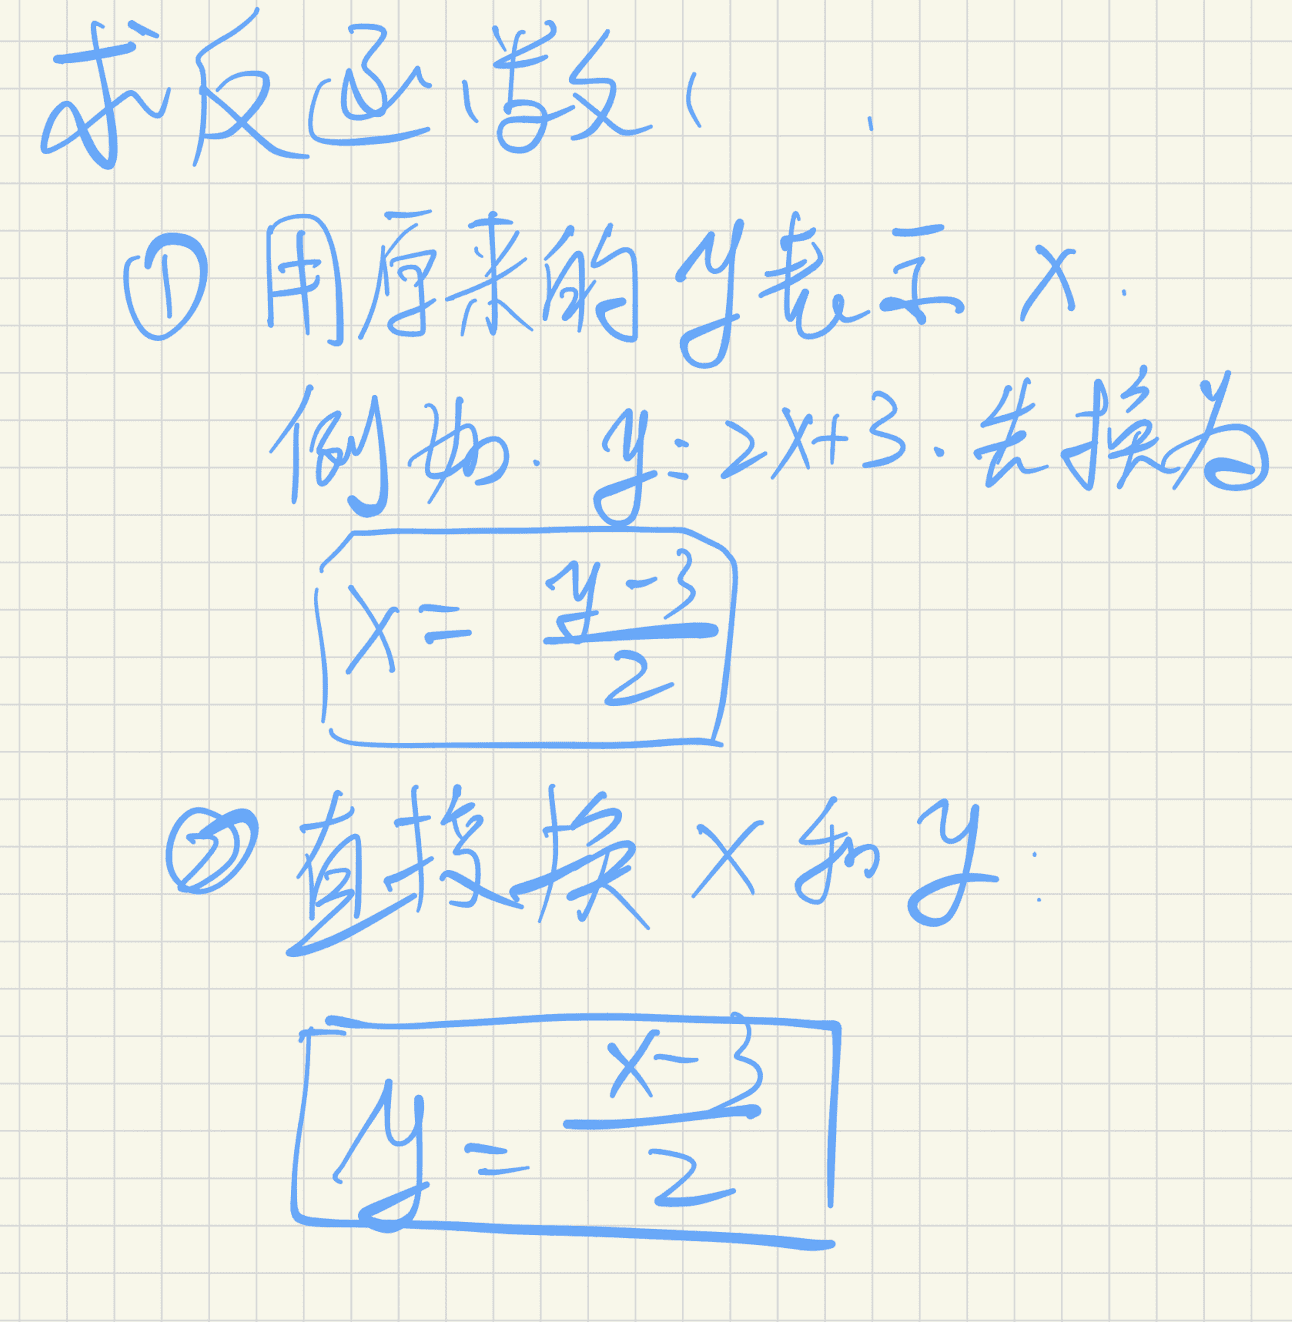 求反函数(
① 用原来的 y 表示 x.
例如. y=2x+3. 先换为
x = \frac{y-3}{2}
② 直接换 x 和 y.
y = \frac{x-3}{2}